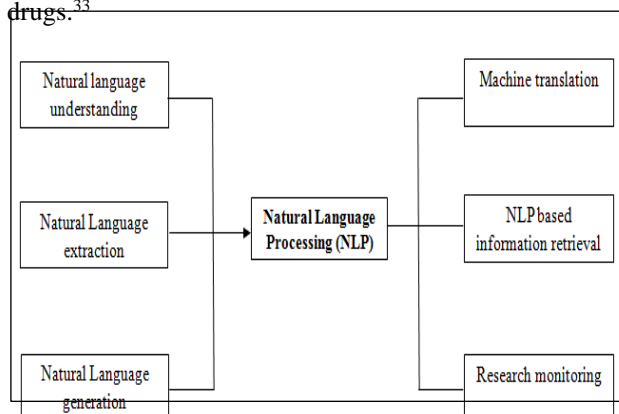 drugs.33
Natural language
understanding
Natural Language
extraction
Natural Language
generation
Natural Language
Processing (NLP)
Machine translation
NLP based
information retrieval
Research monitoring